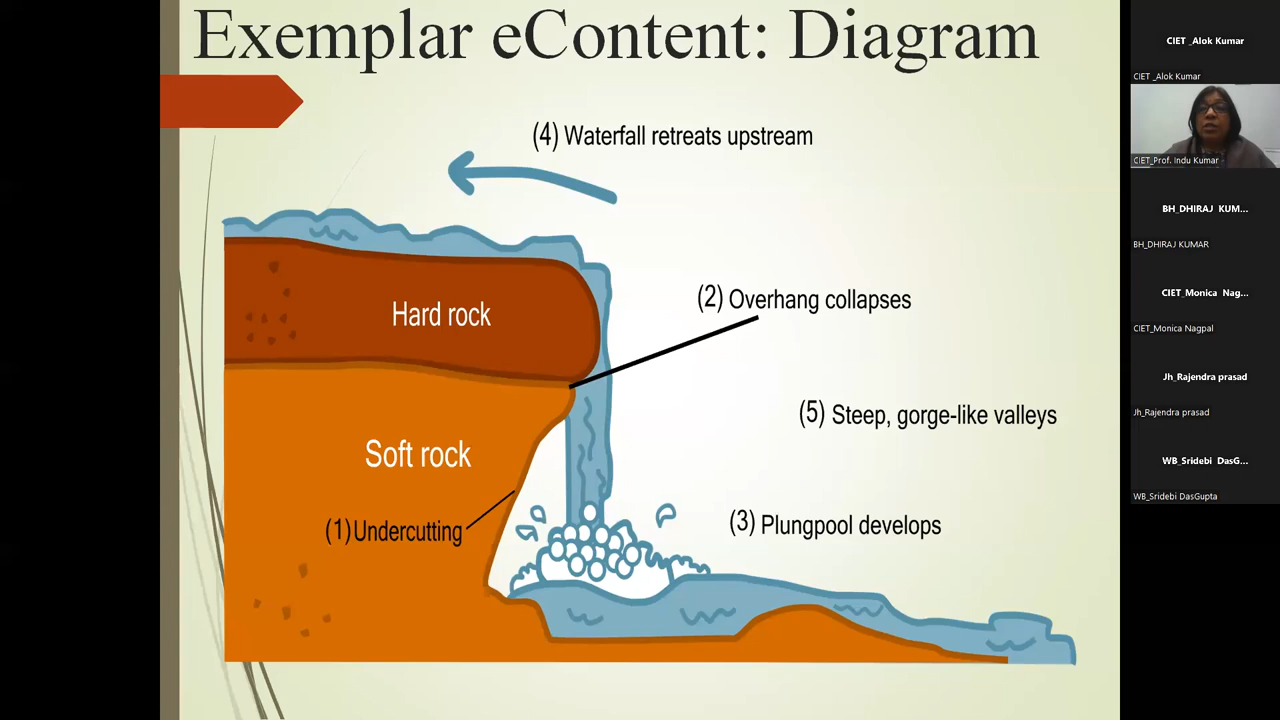 Exemplar eContent: Diagram
(4) Waterfall retreats upstream
Hard rock
(2) Overhang collapses
(5) Steep, gorge-like valleys
Soft rock
(1) Undercutting
(3) Plungpool develops
CIET _Alok Kumar
CIET _Alok Kumar
CIET_Prof. Indu Kumar
BH_DHIRAJ KUM...
BH_DHIRAJ KUMAR
CIET_Monica Nag...
CIET_Monica Nagpal
Jh_Rajendra prasad
Jh_Rajendra prasad
WB_Sridebi DasG...
WB_Sridebi DasGupta